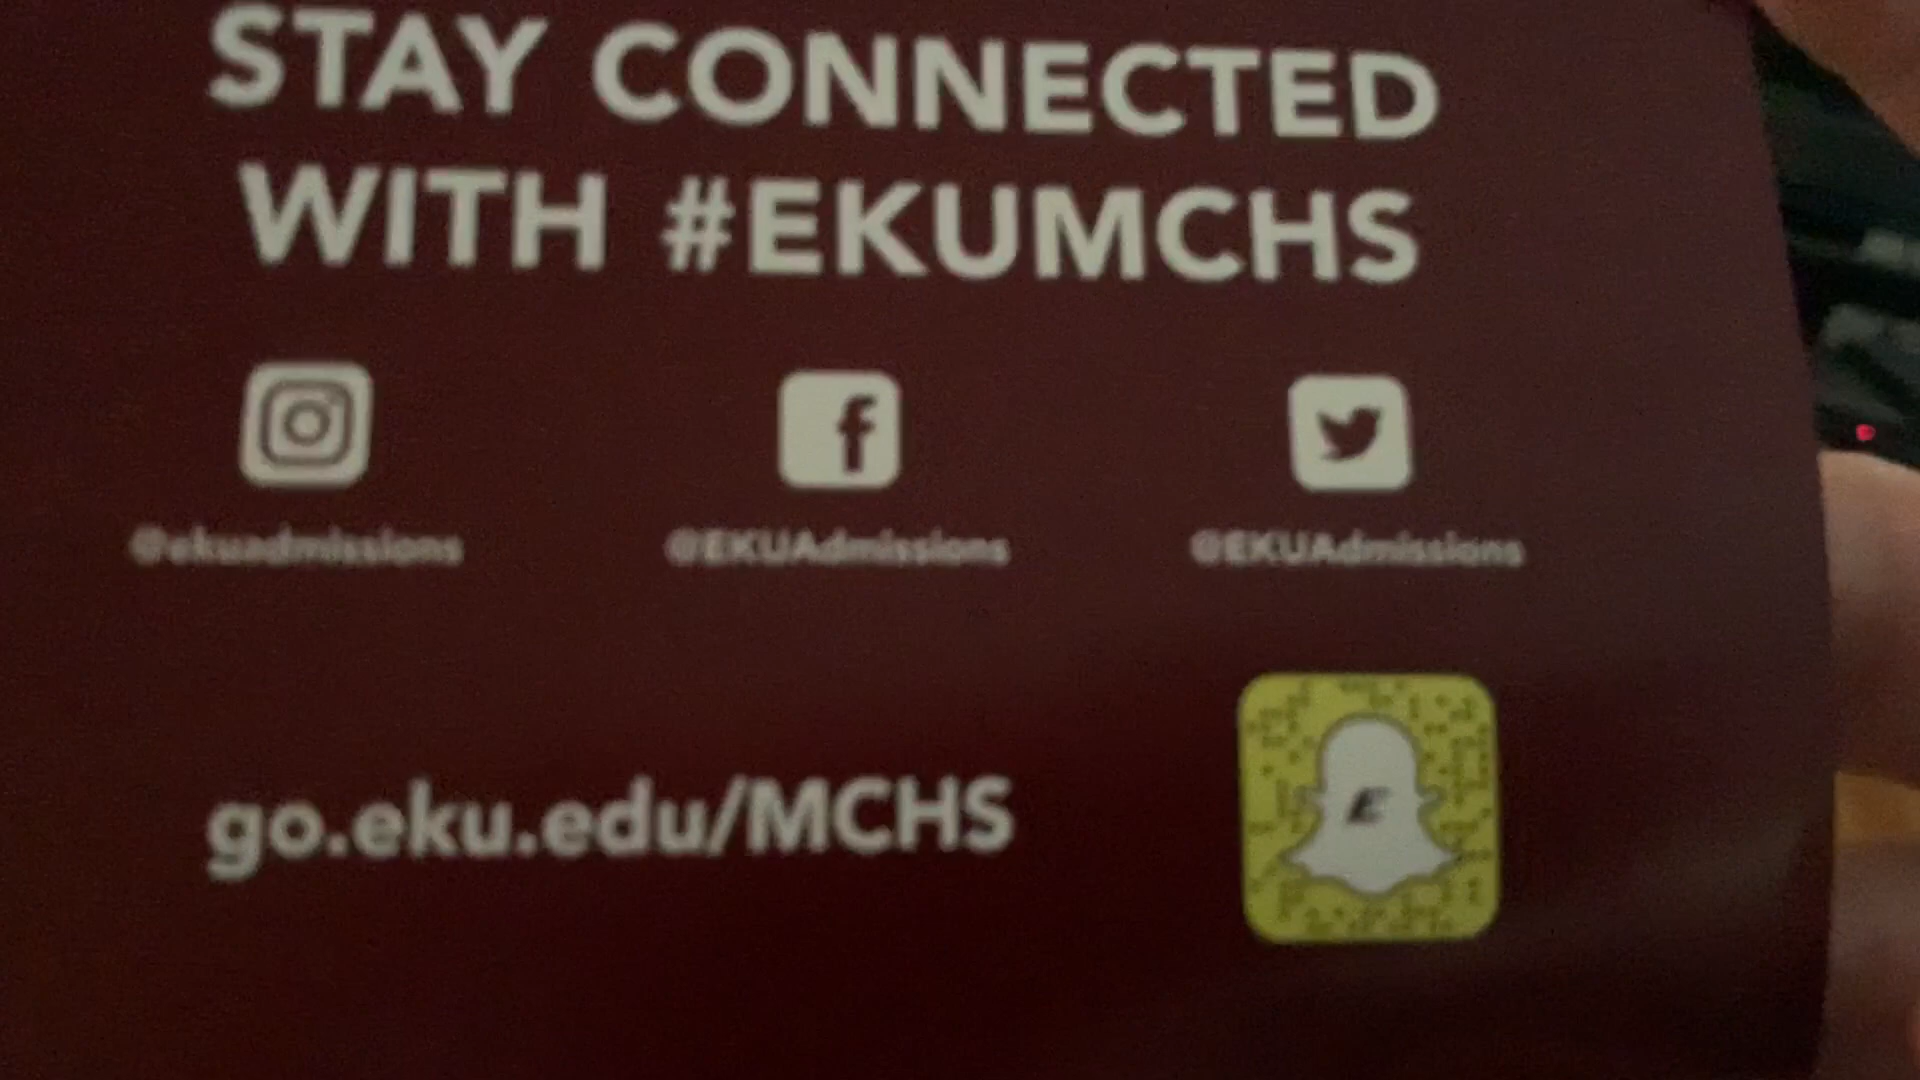 STAY CONNECTED
WITH #EKUMCHS
@ekuadmissions @EKUAdmissions @EKUAdmissions
go.eku.edu/MCHS
E